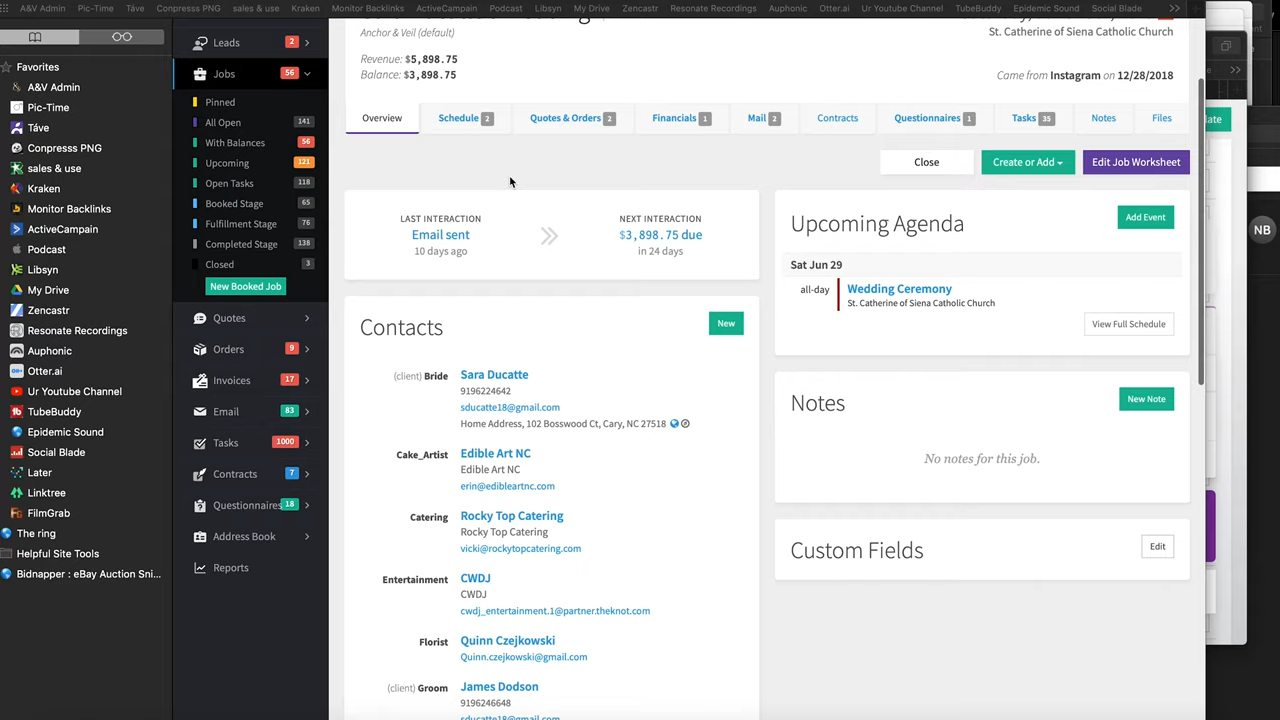 A&V Admin Pic-Time Táve Conpress PNG sales & use Kraken Monitor Backlinks ActiveCampain Podcast Libsyn My Drive Zencastr Resonate Recordings Auphonic Otter.ai Ur Youtube Channel TubeBuddy Epidemic Sound Social Blade
Favorites
A&V Admin
Pic-Time
Táve
Conpress PNG
sales & use
Kraken
Monitor Backlinks
ActiveCampain
Podcast
Libsyn
My Drive
Zencastr
Resonate Recordings
Auphonic
Otter.ai
Ur Youtube Channel
TubeBuddy
Epidemic Sound
Social Blade
Later
Linktree
FilmGrab
The ring
Helpful Site Tools
Bidnapper : eBay Auction Sni...
Leads 2
Jobs 56
Pinned
All Open 141
With Balances 56
Upcoming 121
Open Tasks 118
Booked Stage 65
Fulfillment Stage 76
Completed Stage 138
Closed 3
New Booked Job
Quotes
Orders 9
Invoices 17
Email 83
Tasks 1000
Contracts 7
Questionnaires 18
Address Book
Reports
Anchor & Veil (default)
Revenue: $5,898.75
Balance: $3,898.75
St. Catherine of Siena Catholic Church
Came from Instagram on 12/28/2018
Overview Schedule 2 Quotes & Orders 2 Financials 1 Mail 2 Contracts Questionnaires 1 Tasks 35 Notes Files
Close Create or Add Edit Job Worksheet
LAST INTERACTION
Email sent
10 days ago
NEXT INTERACTION
$3,898.75 due
in 24 days
Contacts New
(client) Bride Sara Ducatte
9196224642
sducatte18@gmail.com
Home Address, 102 Bosswood Ct, Cary, NC 27518
Cake_Artist Edible Art NC
Edible Art NC
erin@edibleartnc.com
Catering Rocky Top Catering
Rocky Top Catering
vicki@rockytopcatering.com
Entertainment CWDJ
CWDJ
cwdj_entertainment.1@partner.theknot.com
Florist Quinn Czejkowski
Quinn.czejkowski@gmail.com
(client) Groom James Dodson
9196246648
sducatte18@gmail.com
Upcoming Agenda Add Event
Sat Jun 29
all-day Wedding Ceremony
St. Catherine of Siena Catholic Church
View Full Schedule
Notes New Note
No notes for this job.
Custom Fields Edit
NB